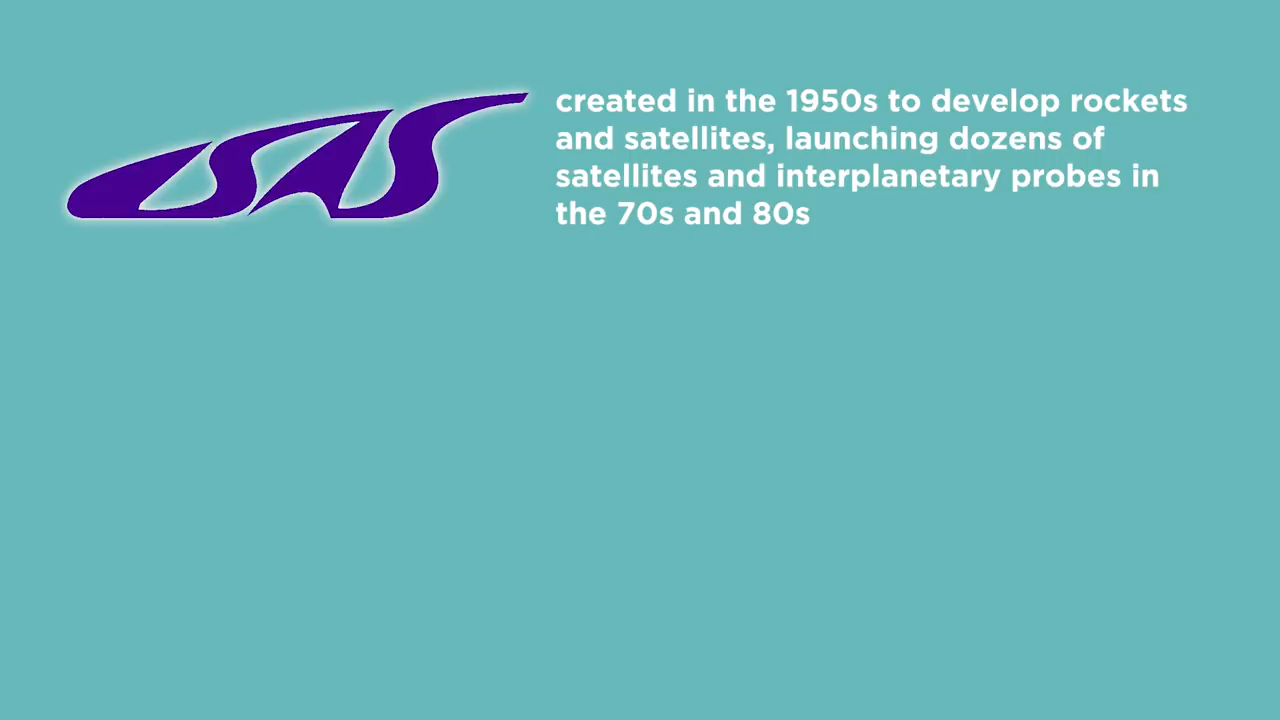 ISAS
created in the 1950s to develop rockets
and satellites, launching dozens of
satellites and interplanetary probes in
the 70s and 80s